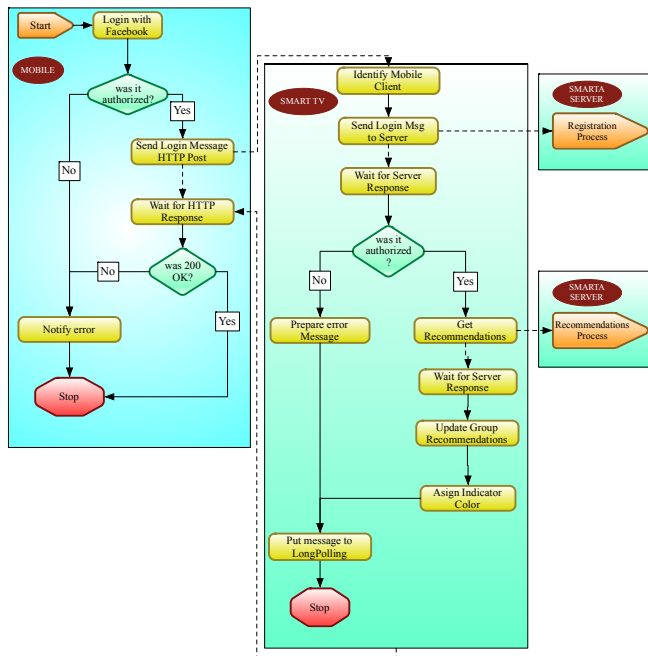 Start
Login with
Facebook
MOBILE
was it
authorized?
Yes
No
Send Login Message
HTTP Post
Wait for HTTP
Response
was 200
OK?
No
Yes
Notify error
Stop
Identify Mobile
Client
SMART TV
Send Login Msg
to Server
Wait for Server
Response
was it
authorized
?
No
Yes
Prepare error
Message
Get
Recommendations
Wait for Server
Response
Update Group
Recommendations
Asign Indicator
Color
Put message to
LongPolling
Stop
SMARTA
SERVER
Registration
Process
SMARTA
SERVER
Recommendations
Process